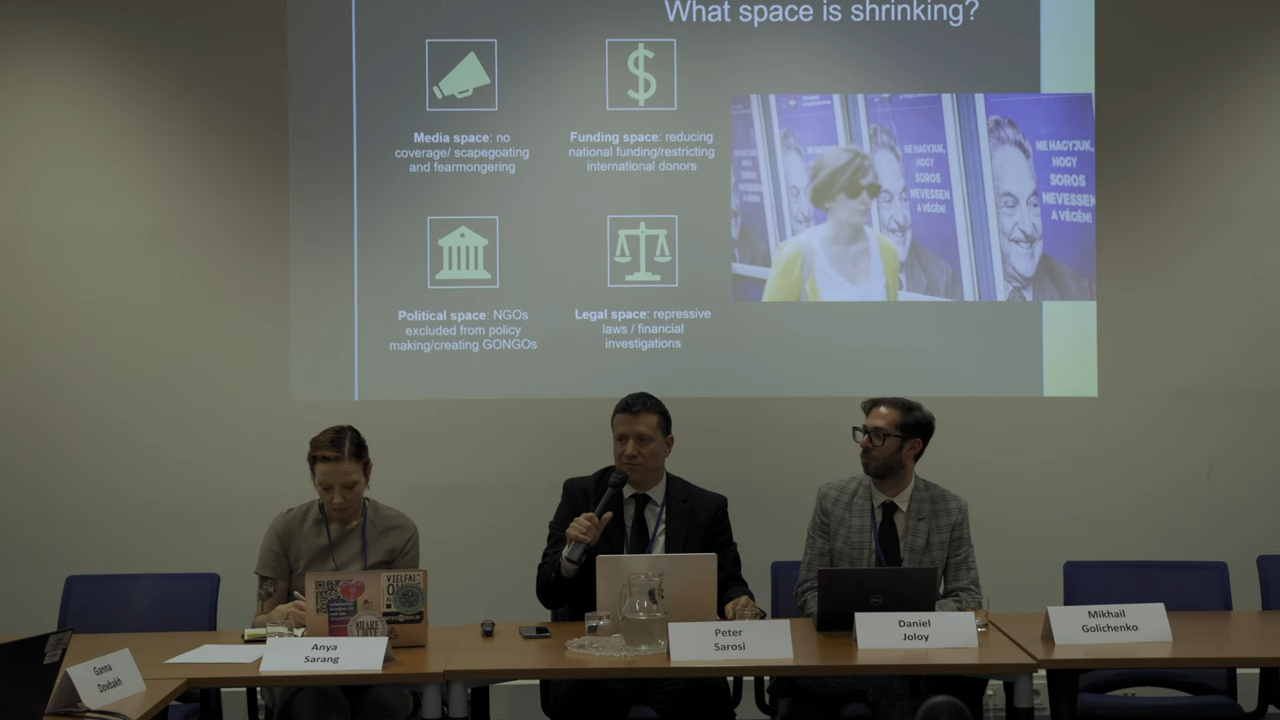 What space is shrinking?
Media space: no
coverage/ scapegoating
and fearmongering
Funding space: reducing
national funding/restricting
international donors
Political space: NGOs
excluded from policy
making/creating GONGOs
Legal space: repressive
laws / financial
investigations
NE HAGYJUK,
HOGY
SOROS
NEVESSEN
A VÉGÉN!
NE HAGYJUK,
HOGY
SOROS
NEVESSEN
A VÉGÉN!
VIELFAL
SHARE
Ganna
Dovbakh
Anya
Sarang
Peter
Sarosi
Daniel
Joloy
Mikhail
Golichenko
DELL